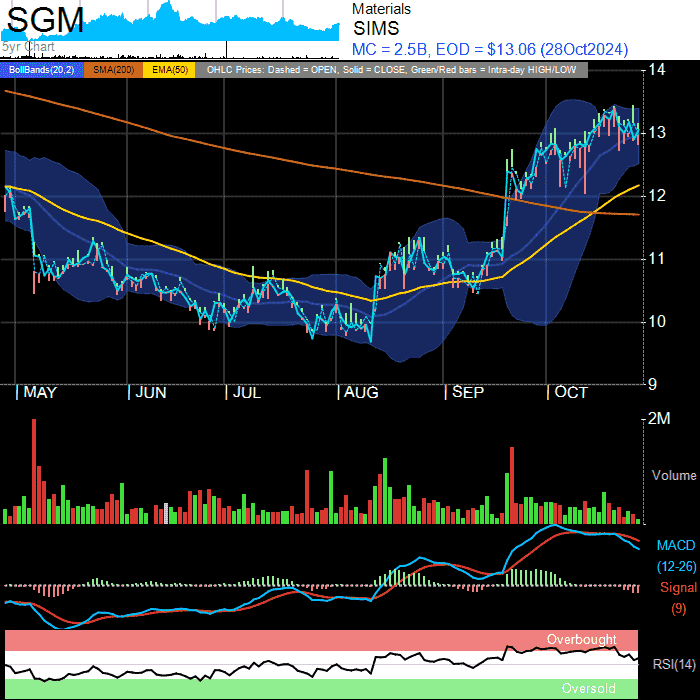 SGM
5yr Chart
Materials
SIMS
MC = 2.5B, EOD = $13.06 (28Oct2024)
BollBands(20,2) SMA(200) EMA(50) OHLC Prices: Dashed = OPEN, Solid = CLOSE, Green/Red bars = Intra-day HIGH/LOW
14
13
12
11
10
9
MAY JUN JUL AUG SEP OCT
2M
Volume
MACD
(12-26)
Signal
(9)
Overbought
RSI(14)
Oversold